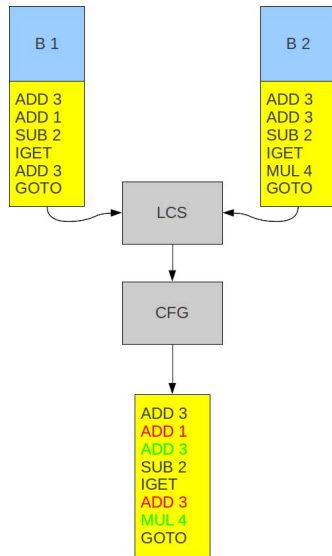 B 1
ADD 3
ADD 1
SUB 2
IGET
ADD 3
GOTO
B 2
ADD 3
ADD 3
SUB 2
IGET
MUL 4
GOTO
LCS
CFG
ADD 3
ADD 1
ADD 3
SUB 2
IGET
ADD 3
MUL 4
GOTO